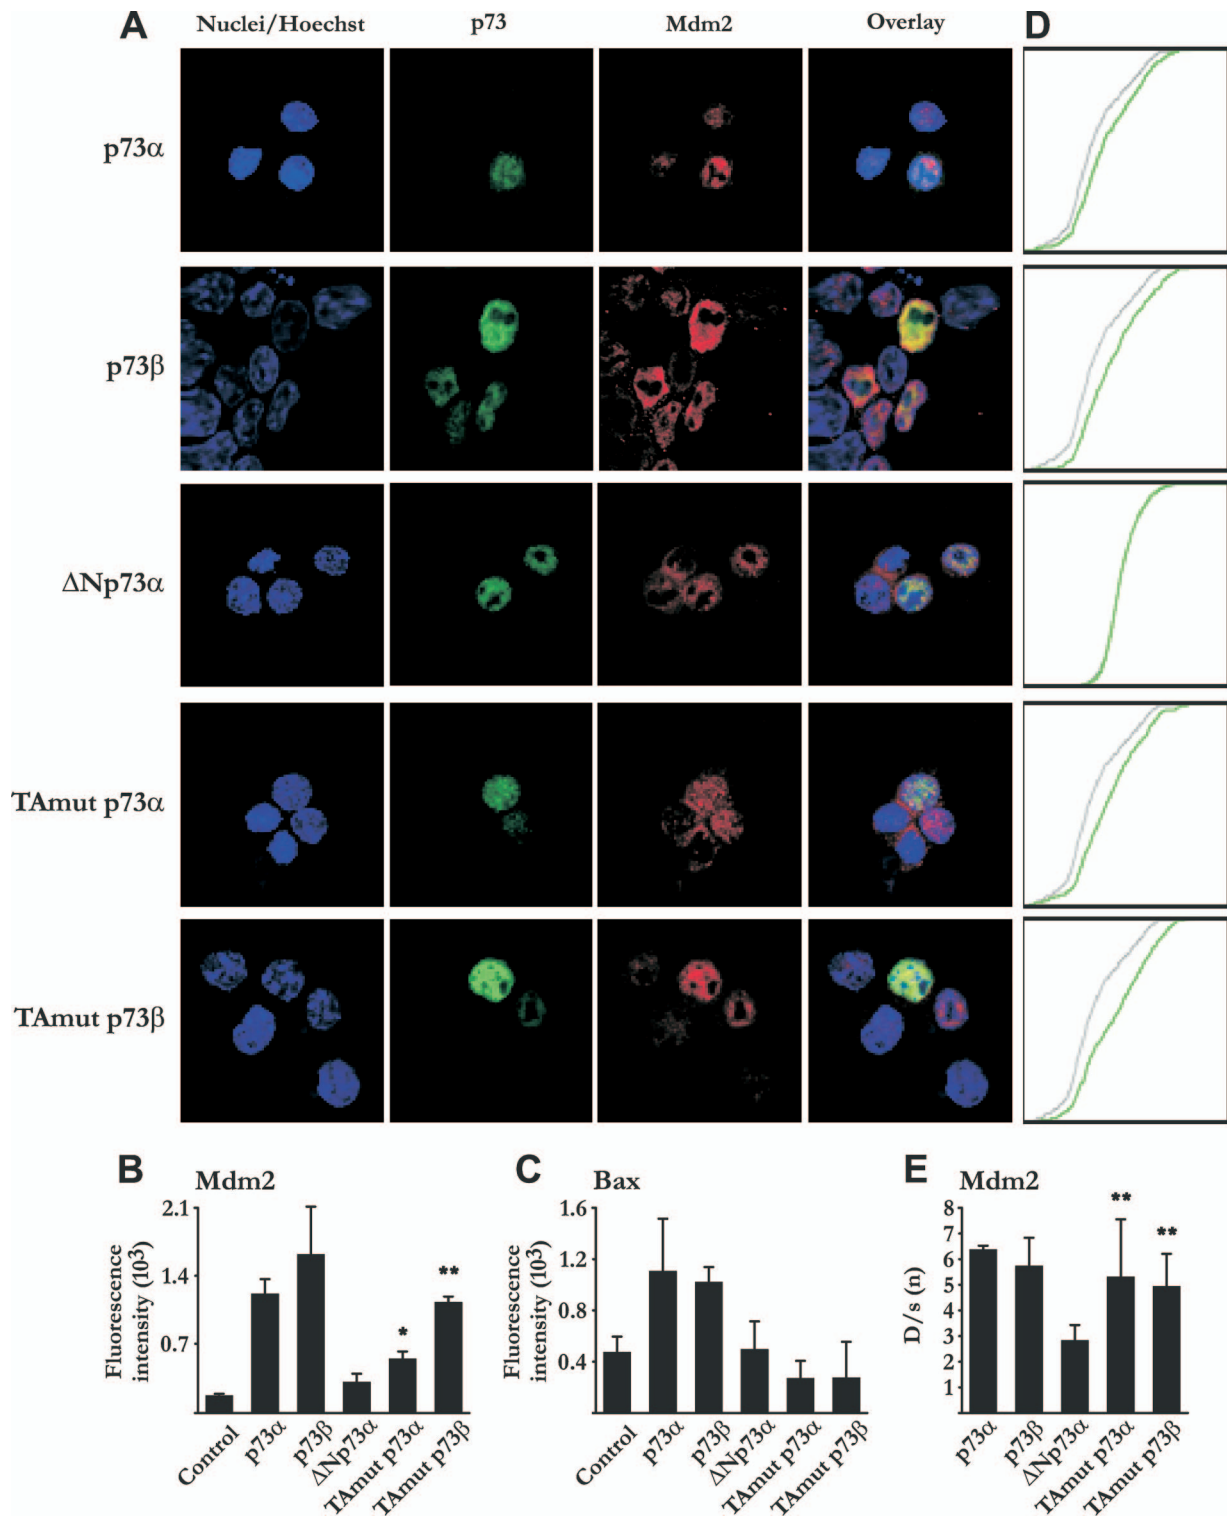 A Nuclei/Hoechst p73 Mdm2 Overlay D
p73α
p73β
ΔNp73α
TAmut p73α
TAmut p73β
B Mdm2
Fluorescence
intensity (10³)
2.1
1.4
0.7
* **
Control p73α p73β ΔNp73α TAmut p73α TAmut p73β
C Bax
Fluorescence
intensity (10³)
1.6
1.2
0.8
0.4
Control p73α p73β ΔNp73α TAmut p73α TAmut p73β
E Mdm2
D/s (n)
8
7
6
5
4
3
2
1
** **
p73α p73β ΔNp73α TAmut p73α TAmut p73β